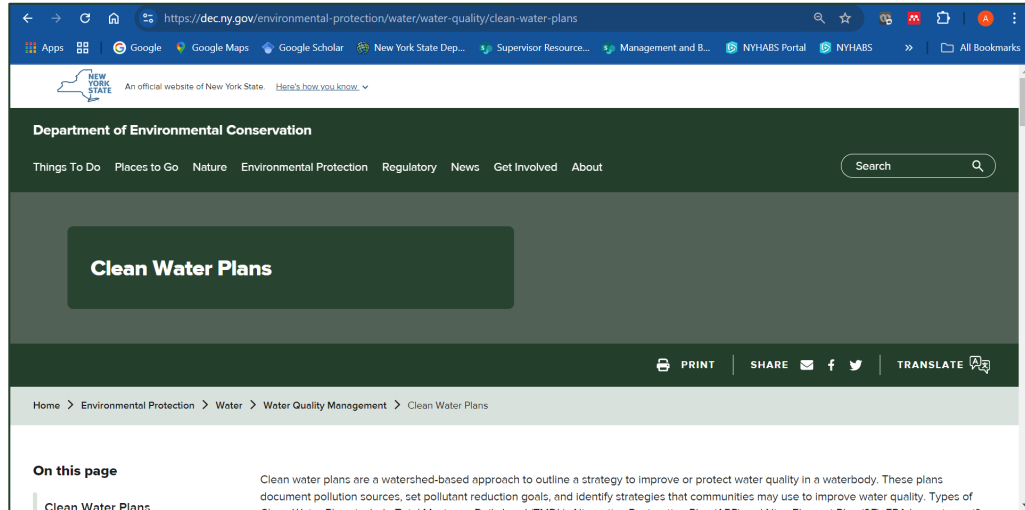 https://dec.ny.gov/environmental-protection/water/water-quality/clean-water-plans
A
Apps Google Google Maps Google Scholar New York State Dep... Supervisor Resource... Management and B... NYHABS Portal NYHABS » All Bookmarks
NEW YORK STATE
An official website of New York State. Here's how you know
Department of Environmental Conservation
Things To Do Places to Go Nature Environmental Protection Regulatory News Get Involved About
Search
Clean Water Plans
PRINT SHARE TRANSLATE
Home > Environmental Protection > Water > Water Quality Management > Clean Water Plans
On this page
Clean Water Plans
Clean water plans are a watershed-based approach to outline a strategy to improve or protect water quality in a waterbody. These plans
document pollution sources, set pollutant reduction goals, and identify strategies that communities may use to improve water quality. Types of